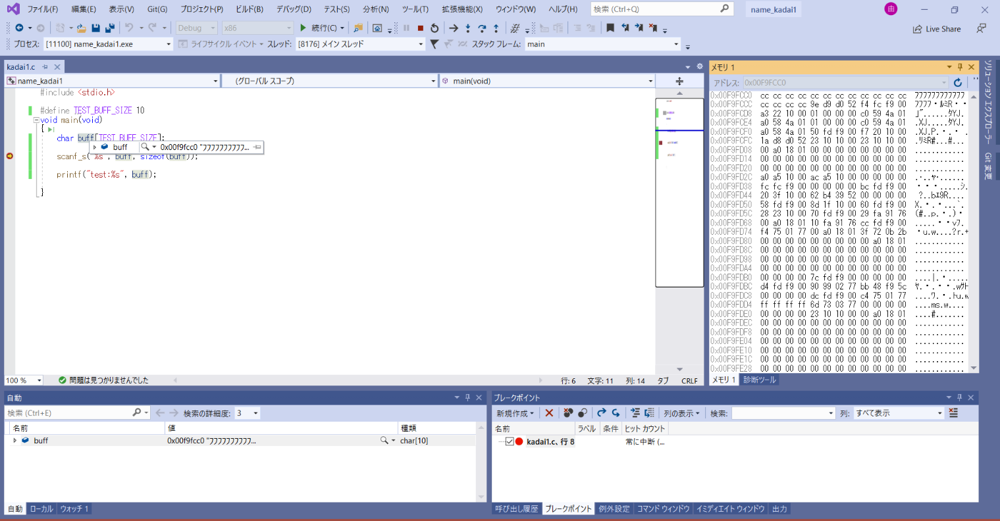 ファイル(F) 編集(E) 表示(V) Git(G) プロジェクト(P) ビルド(B) デバッグ(D) テスト(S) 分析(N) ツール(T) 拡張機能(X) ウィンドウ(W) ヘルプ(H) 検索 (Ctrl+Q) name_kadai1 由
Debug x86 続行(C) Live Share
プロセス: [11100] name_kadai1.exe ライフサイクル イベント スレッド: [8176] メイン スレッド スタック フレーム: main
kadai1.c
name_kadai1 (グローバル スコープ) main(void)
#include <stdio.h>
#define TEST_BUFF_SIZE 10
void main(void)
{
char buff[TEST_BUFF_SIZE];
buff 0x00f9fcc0 "フフフフフフフフフフ...
scanf_s("%s", buff, sizeof(buff));
printf("test:%s", buff);
}
100 % 問題は見つかりませんでした 行: 6 文字: 11 列: 14 タブ CRLF
メモリ 1
アドレス: 0x00F9FCC0
0x00F9FCC0 cc cc cc cc cc cc cc cc cc cc cc cc フフフフフフフフフフフフ
0x00F9FCCC cc cc cc cc 9e d9 d0 52 f4 fc f9 00
0x00F9FCD8 a3 22 10 00 01 00 00 00 c0 59 4a 01
0x00F9FCE4 a0 58 4a 01 01 00 00 00 c0 59 4a 01
0x00F9FCF0 a0 58 4a 01 50 fd f9 00 f7 20 10 00
0x00F9FCFC 1a d8 d0 52 23 10 10 00 23 10 10 00
0x00F9FD08 00 a0 18 01 00 00 00 00 00 00 00 00
0x00F9FD14 00 00 00 00 00 00 00 00 00 00 00 00 ............
0x00F9FD20 00 00 00 00 00 00 00 00 00 00 00 00 ............
0x00F9FD2C a0 a5 10 00 ac a5 10 00 00 00 00 00
0x00F9FD38 fc fc f9 00 00 00 00 00 bc fd f9 00
0x00F9FD44 20 3f 10 00 62 b4 39 52 00 00 00 00 ?..bエ9R....
0x00F9FD50 58 fd f9 00 8d 1f 10 00 60 fd f9 00
0x00F9FD5C 28 23 10 00 70 fd f9 00 29 fa 91 76
0x00F9FD68 00 a0 18 01 10 fa 91 76 cc fd f9 00
0x00F9FD74 f4 75 01 77 00 a0 18 01 3f 72 0b 2b
0x00F9FD80 00 00 00 00 00 00 00 00 00 a0 18 01 ............
0x00F9FD8C 00 00 00 00 00 00 00 00 00 00 00 00 ............
0x00F9FD98 00 00 00 00 00 00 00 00 00 00 00 00 ............
0x00F9FDA4 00 00 00 00 00 00 00 00 00 00 00 00 ............
0x00F9FDB0 00 00 00 00 7c fd f9 00 00 00 00 00
0x00F9FDBC d4 fd f9 00 90 99 02 77 bb 48 f9 5c
0x00F9FDC8 00 00 00 00 dc fd f9 00 c4 75 01 77
0x00F9FDD4 ff ff ff ff 6d 73 03 77 00 00 00 00 ....ms.w....
0x00F9FDE0 00 00 00 00 23 10 10 00 00 a0 18 01 ....#.......
0x00F9FDEC 00 00 00 00 00 00 00 00 00 00 00 00 ............
0x00F9FDF8 00 00 00 00 00 00 00 00 00 00 00 00 ............
0x00F9FE04 00 00 00 00 00 00 00 00 00 00 00 00 ............
0x00F9FE10 00 00 00 00 00 00 00 00 00 00 00 00 ............
0x00F9FE1C 00 00 00 00 00 00 00 00 00 00 00 00 ............
0x00F9FE28 00 00 00 00 00 00 00 00 00 00 00 00 ............
メモリ 1 診断ツール
ソリューション エクスプローラー
Git 変更
自動
検索 (Ctrl+E) 検索の詳細度: 3
名前 値 種類
buff 0x00f9fcc0 "フフフフフフフフフフ... char[10]
自動 ローカル ウォッチ 1
ブレークポイント
新規作成 列の表示 検索: 列: すべて表示
名前 ラベル 条件 ヒット カウント
kadai1.c、行 8 常に中断 (...
呼び出し履歴 ブレークポイント 例外設定 コマンド ウィンドウ イミディエイト ウィンドウ 出力